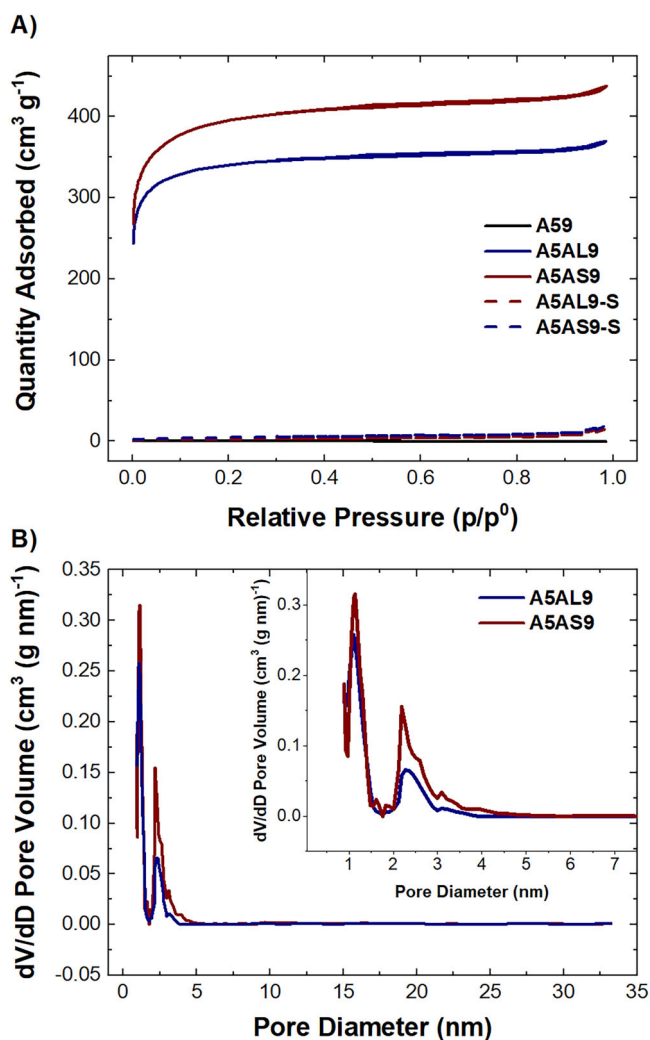 A)
Quantity Adsorbed (cm³ g⁻¹)
400
300
200
100
0
A59
A5AL9
A5AS9
A5AL9-S
A5AS9-S
0.0 0.2 0.4 0.6 0.8 1.0
Relative Pressure (p/p⁰)
B)
dV/dD Pore Volume (cm³ (g nm)⁻¹
0.35
0.30
0.25
0.20
0.15
0.10
0.05
0.00
-0.05
dV/dD Pore Volume (cm³ (g nm)⁻¹
0.3
0.2
0.1
0.0
A5AL9
A5AS9
1 2 3 4 5 6 7
Pore Diameter (nm)
0 5 10 15 20 25 30 35
Pore Diameter (nm)